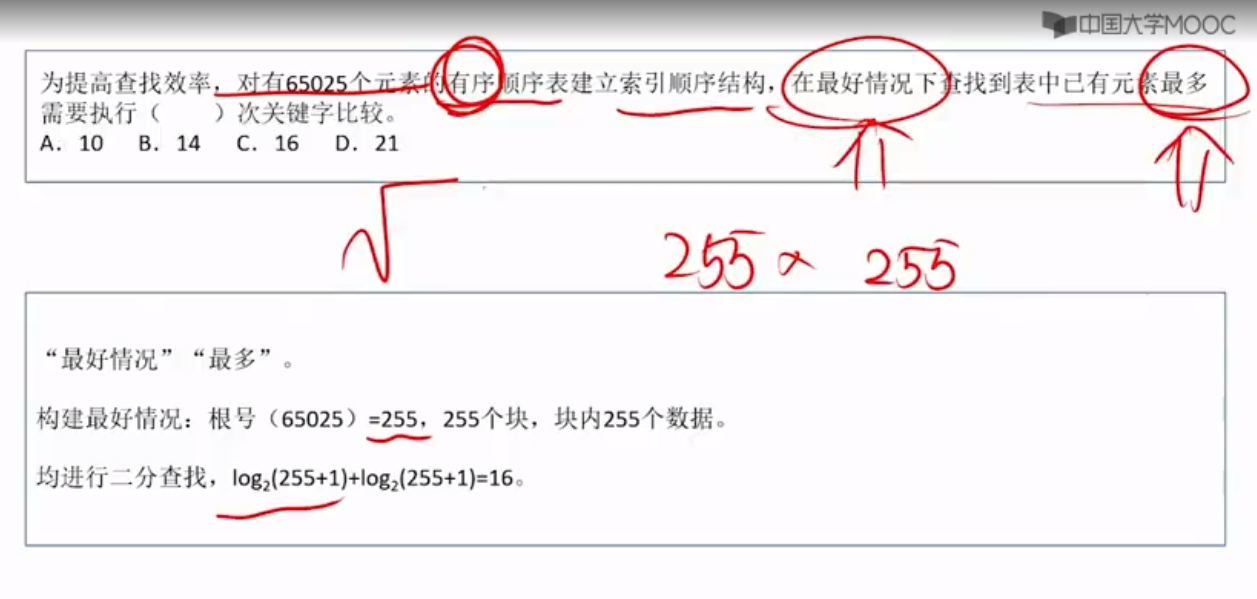 中国大学MOOC
为提高查找效率，对有65025个元素的有序顺序表建立索引顺序结构，在最好情况下查找到表中已有元素最多
需要执行（ ）次关键字比较。
A. 10 B. 14 C. 16 D. 21
√
255 × 255
“最好情况”“最多”。
构建最好情况：根号（65025）=255，255个块，块内255个数据。
均进行二分查找，log₂(255+1)+log₂(255+1)=16。